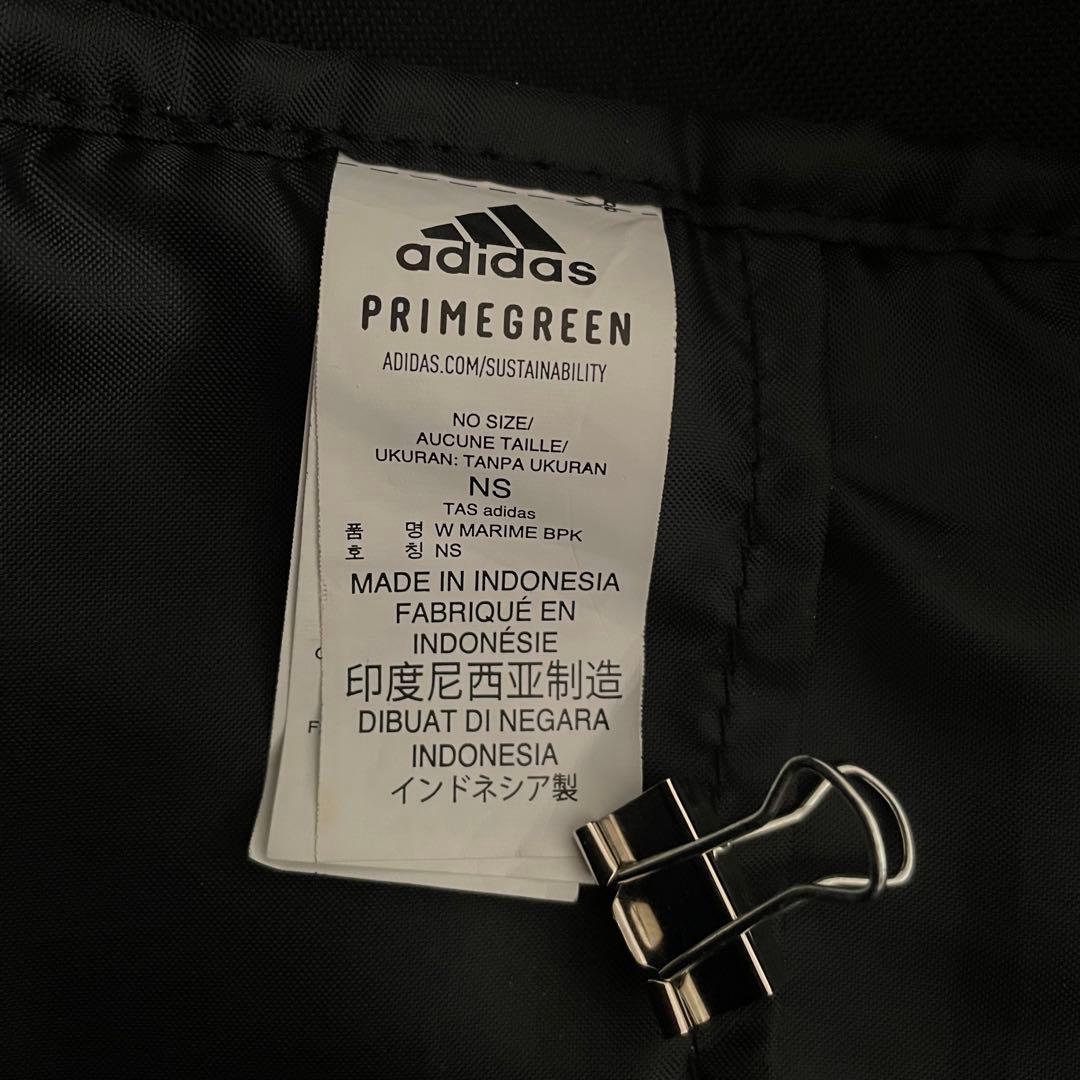 adidas
PRIMEGREEN
ADIDAS.COM/SUSTAINABILITY
NO SIZE/
AUCUNE TAILLE/
UKURAN: TANPA UKURAN
NS
TAS adidas
품 명 W MARIME BPK
호 칭 NS
MADE IN INDONESIA
FABRIQUÉ EN
INDONÉSIE
印度尼西亚制造
DIBUAT DI NEGARA
INDONESIA
インドネシア製